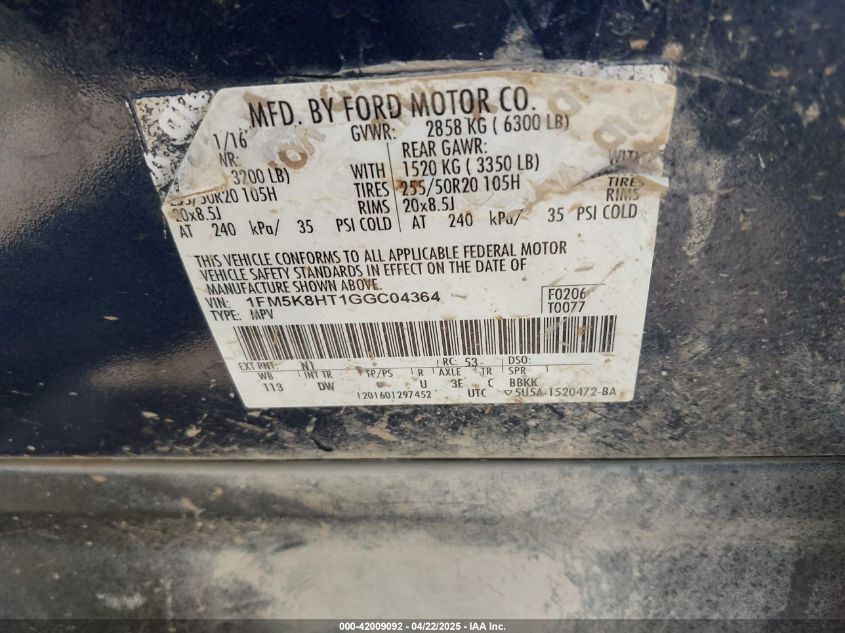 MFD. BY FORD MOTOR CO.
1/16 GVWR: 2858 KG ( 6300 LB)
WR: REAR GAWR:
3200 LB) WITH 1520 KG ( 3350 LB) WITH
255/50R20 105H TIRES 255/50R20 105H TIRES
20x8.5J RIMS 20x8.5J RIMS
AT 240 kPa/ 35 PSI COLD AT 240 kPa/ 35 PSI COLD
THIS VEHICLE CONFORMS TO ALL APPLICABLE FEDERAL MOTOR
VEHICLE SAFETY STANDARDS IN EFFECT ON THE DATE OF
MANUFACTURE SHOWN ABOVE.
VIN: 1FM5K8HT1GGC04364 F0206
TYPE: MPV T0077
EXT PNT: N1 RC: 53 DSO:
WB INT TR TP/PS R AXLE TR SPR
113 DW U 3E C BBKK
1201601297452 UTC ▽5U5A-1520472-BA
000-42009092 - 04/22/2025 - IAA Inc.